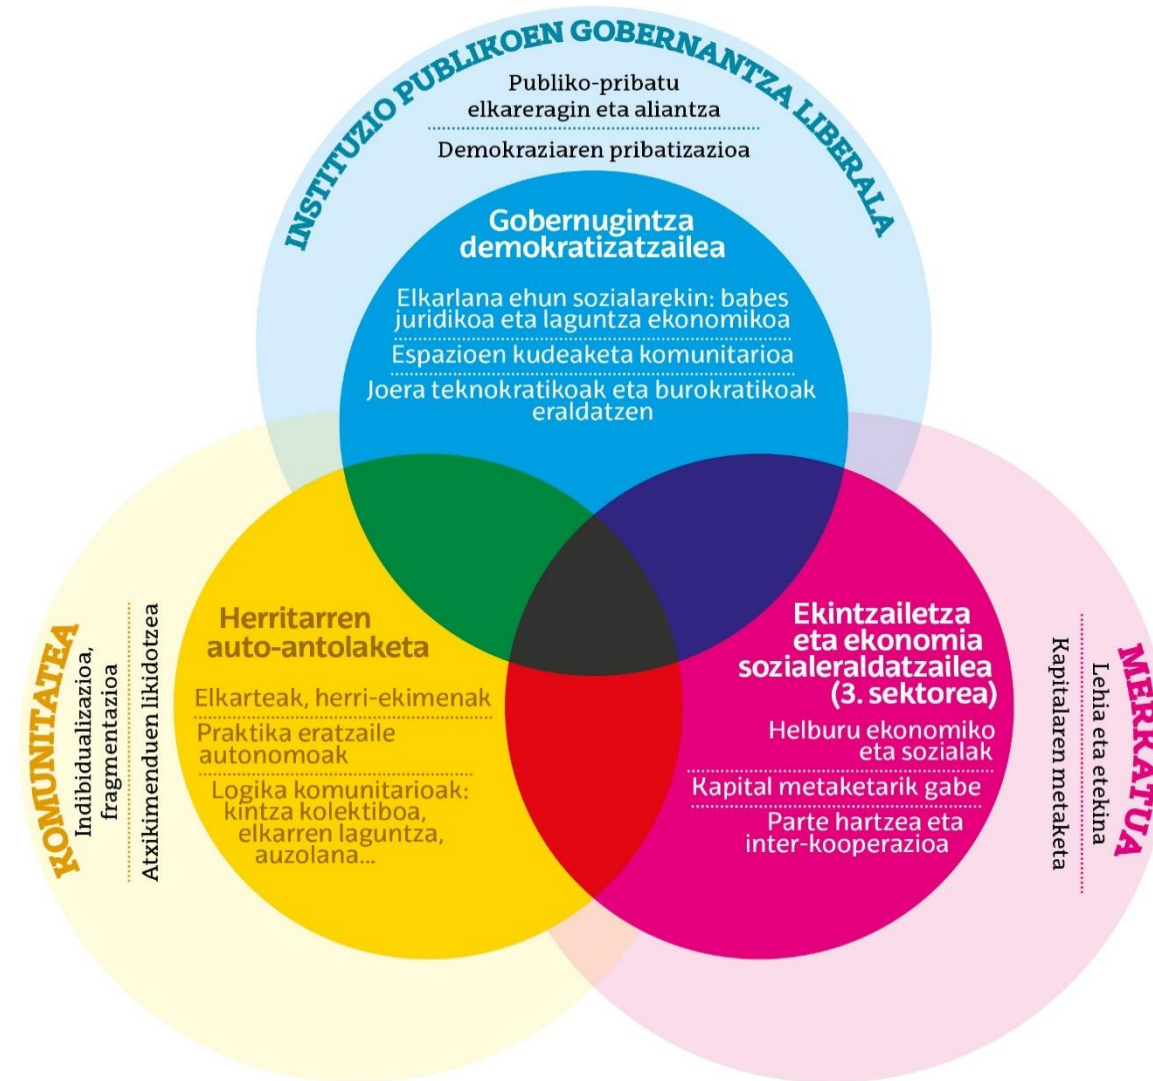 INSTITUZIO PUBLIKOEN GOBERNANTZA LIBERALA
Publiko-pribatu
elkareragin eta aliantza
Demokraziaren pribatizazioa
Gobernugintza
demokratizatzailea
Elkarlana ehun sozialarekin: babes
juridikoa eta laguntza ekonomikoa
Espazioen kudeaketa komunitarioa
Joera teknokratikoak eta burokratikoak
eraldatzen
KOMUNITATEA
Indibidualizazioa,
fragmentazioa
Atxikimenduen likidotzea
Herritarren
auto-antolaketa
Elkarteak, herri-ekimenak
Praktika eratzaile
autonomoak
Logika komunitarioak:
kintza kolektiboa,
elkarren laguntza,
auzolana...
Ekintzailetza
eta ekonomia
sozialeraldatzailea
(3. sektorea)
Helburu ekonomiko
eta sozialak
Kapital metaketarik gabe
Parte hartzea eta
inter-kooperazioa
MERKATUA
Lehia eta etekina
Kapitalaren metaketa